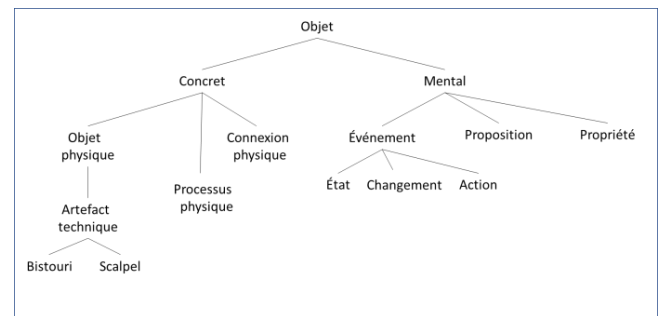 Objet
Concret
Mental
Objet
physique
Connexion
physique
Événement
Proposition
Propriété
Processus
physique
État
Changement
Action
Artefact
technique
Bistouri
Scalpel